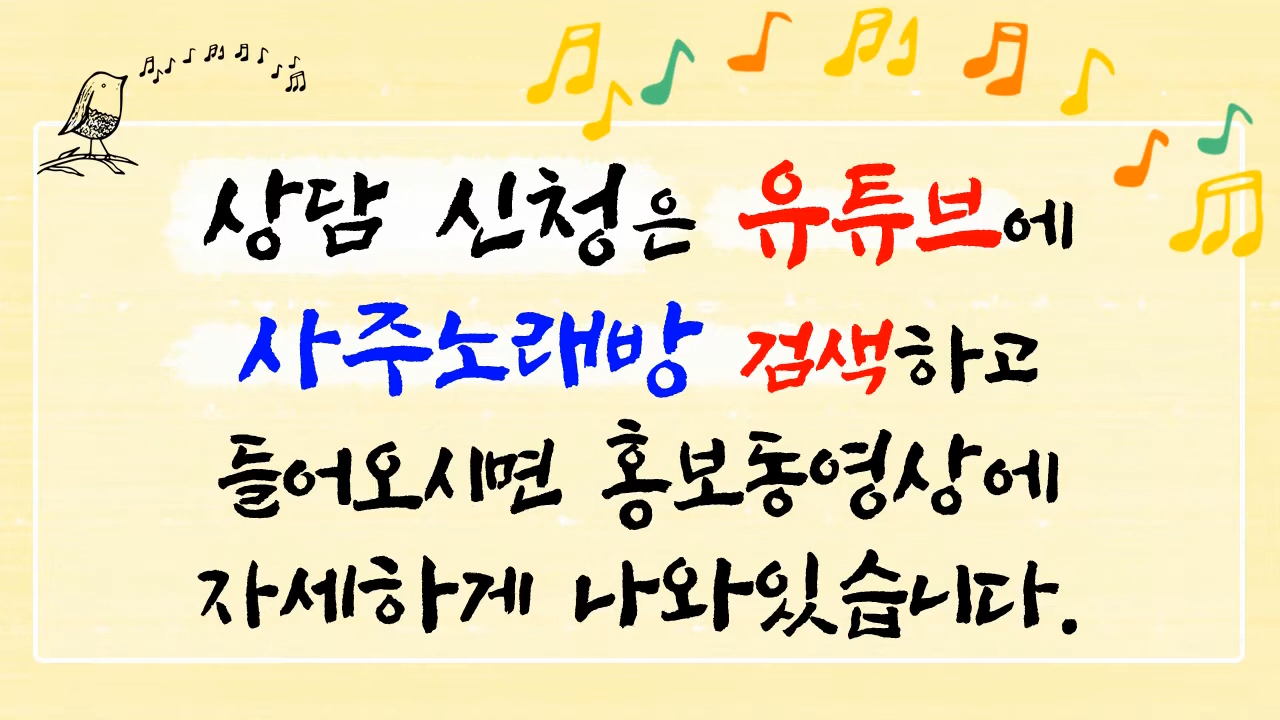 상담 신청은 유튜브에
사주노래방 검색하고
들어오시면 홍보동영상에
자세하게 나와있습니다.